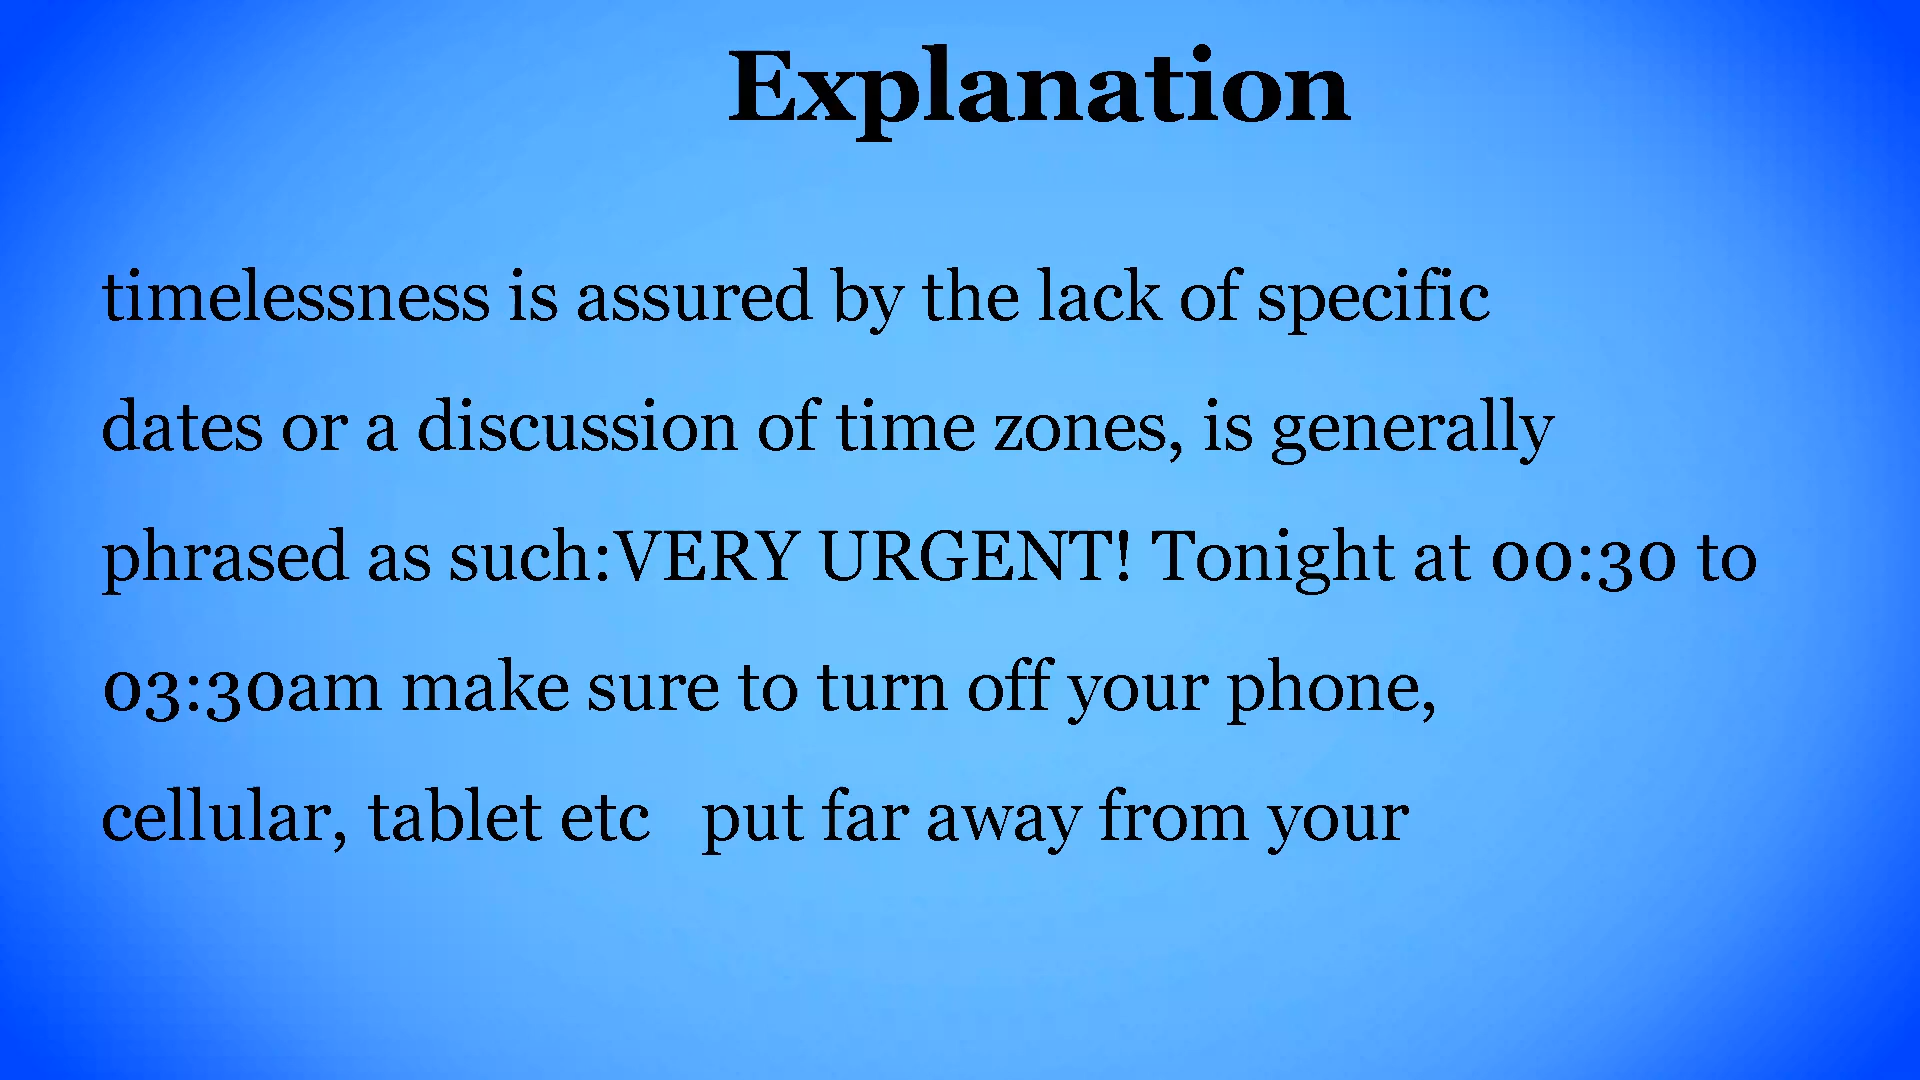 Explanation
timelessness is assured by the lack of specific
dates or a discussion of time zones, is generally
phrased as such:VERY URGENT! Tonight at 00:30 to
03:30am make sure to turn off your phone,
cellular, tablet etc   put far away from your